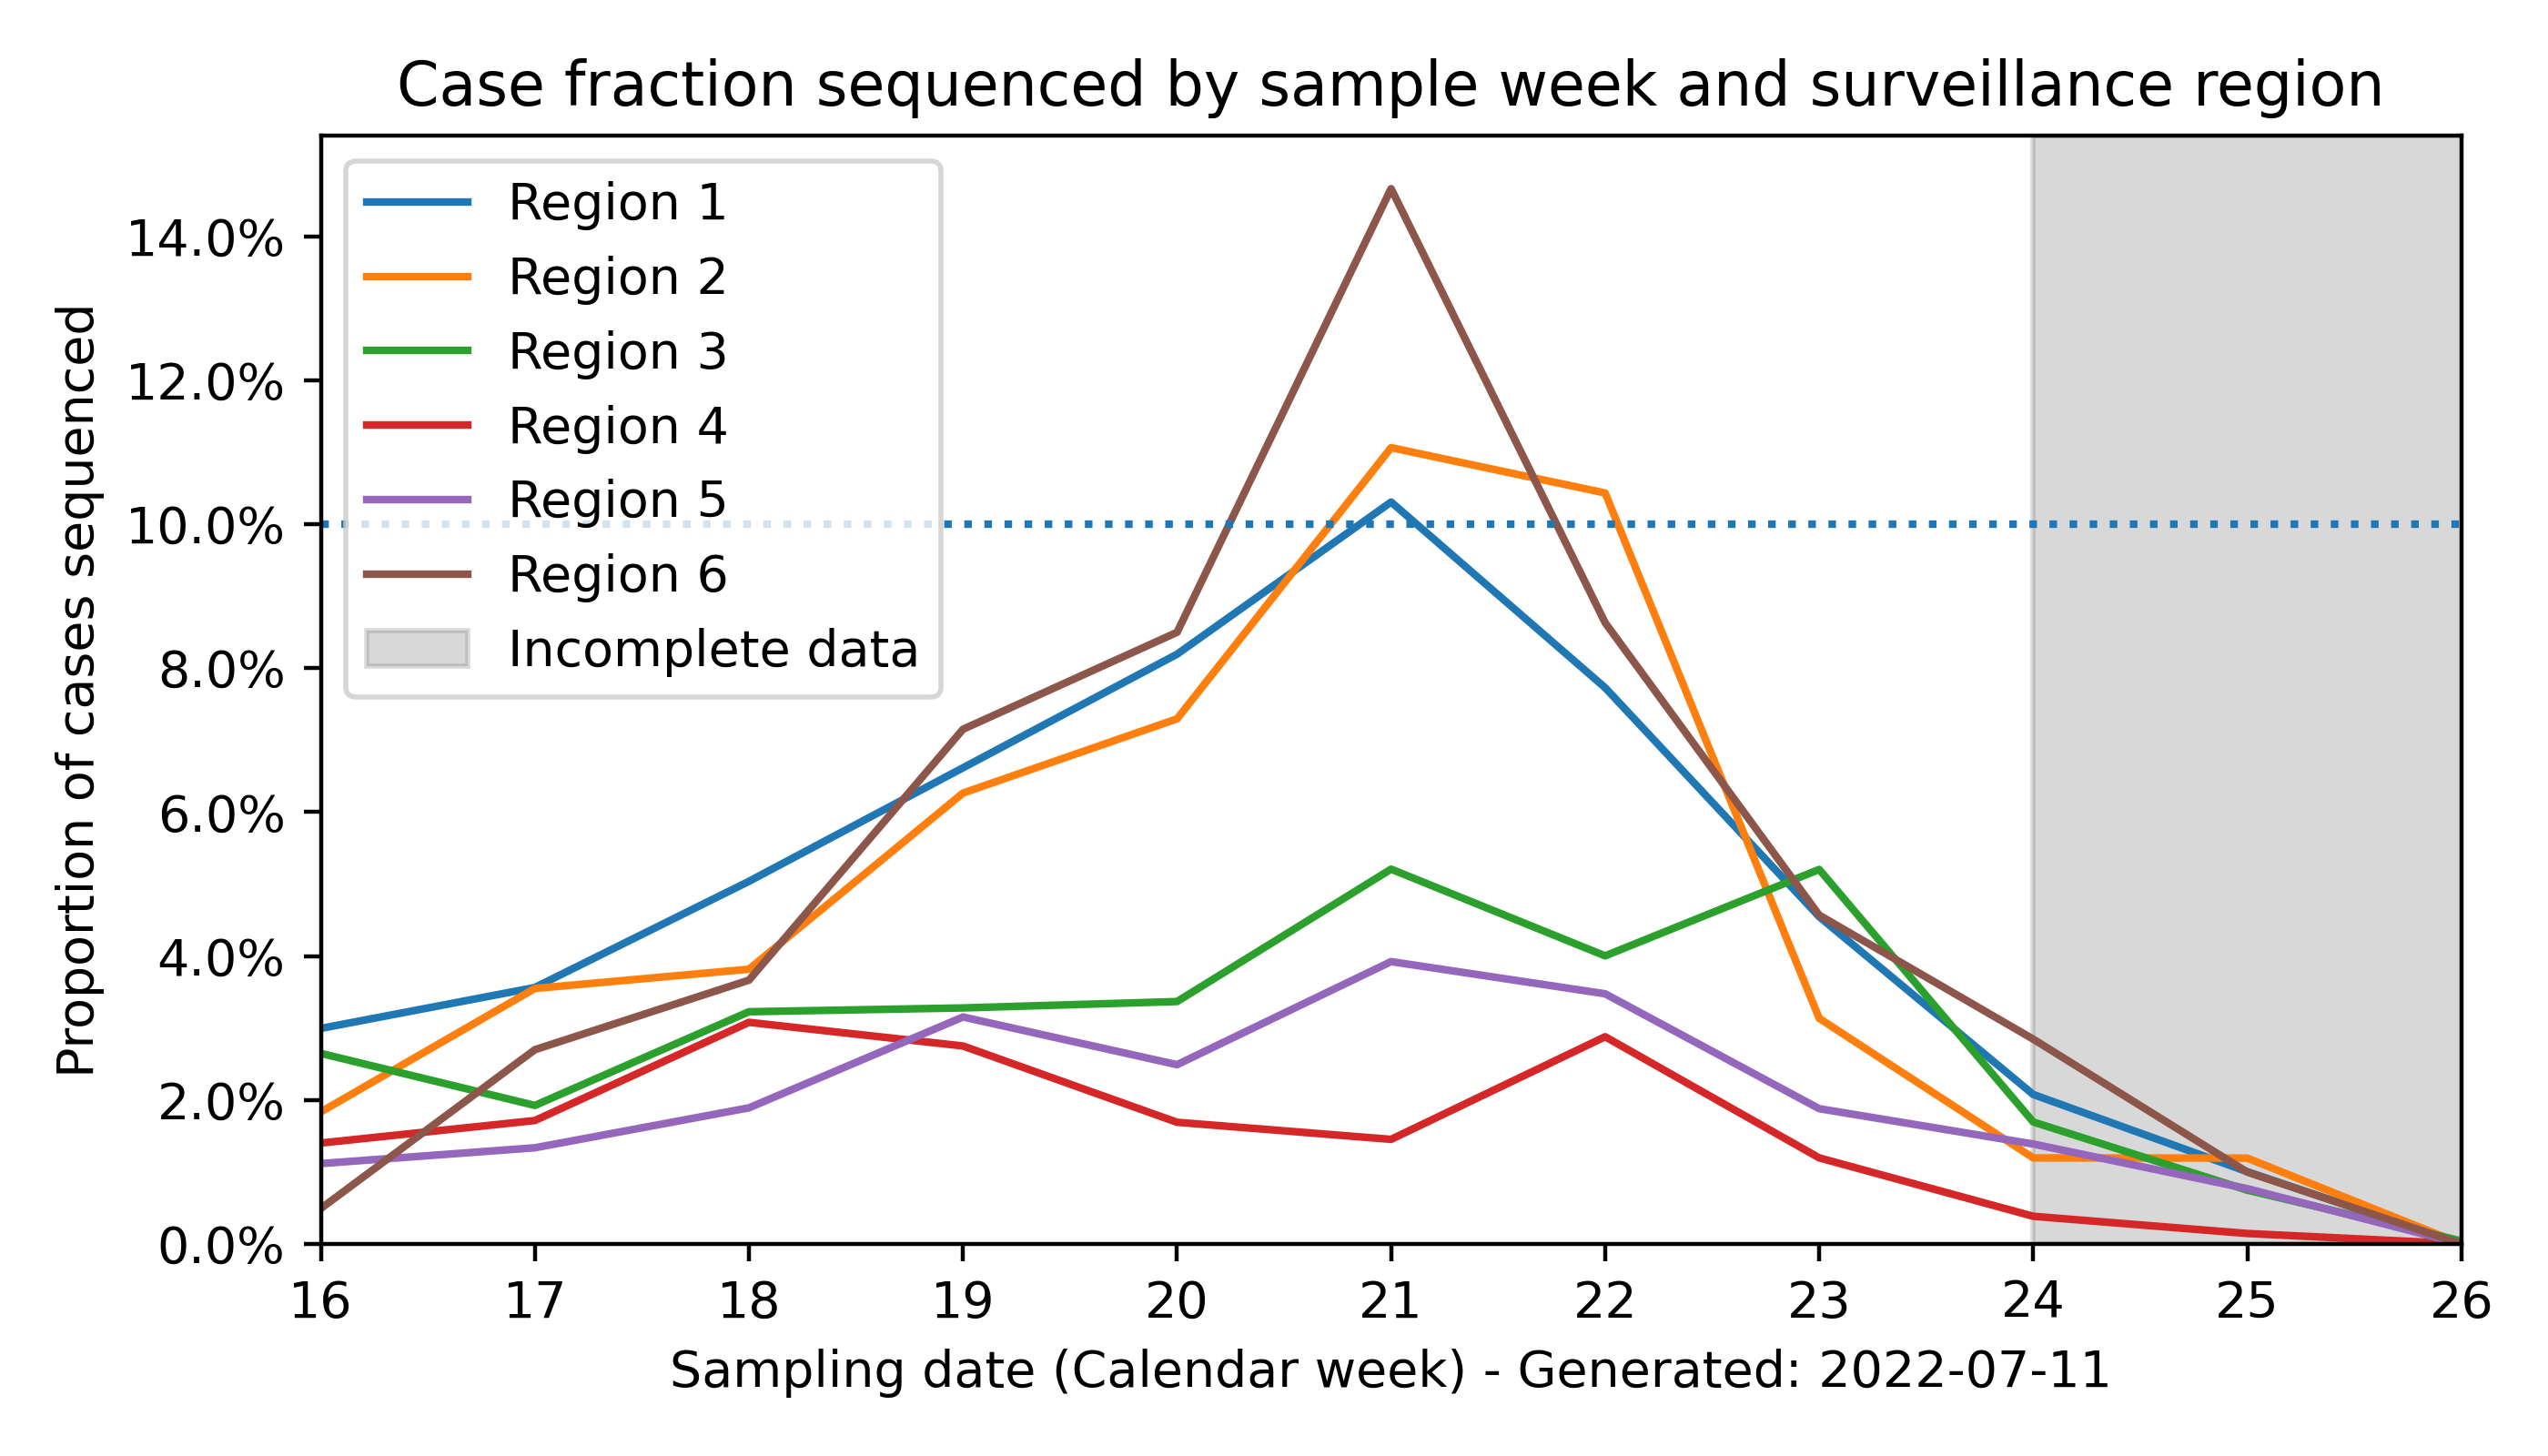 Case fraction sequenced by sample week and surveillance region
Proportion of cases sequenced
14.0%
12.0%
10.0%
8.0%
6.0%
4.0%
2.0%
0.0%
Region 1
Region 2
Region 3
Region 4
Region 5
Region 6
Incomplete data
16 17 18 19 20 21 22 23 24 25 26
Sampling date (Calendar week) - Generated: 2022-07-11